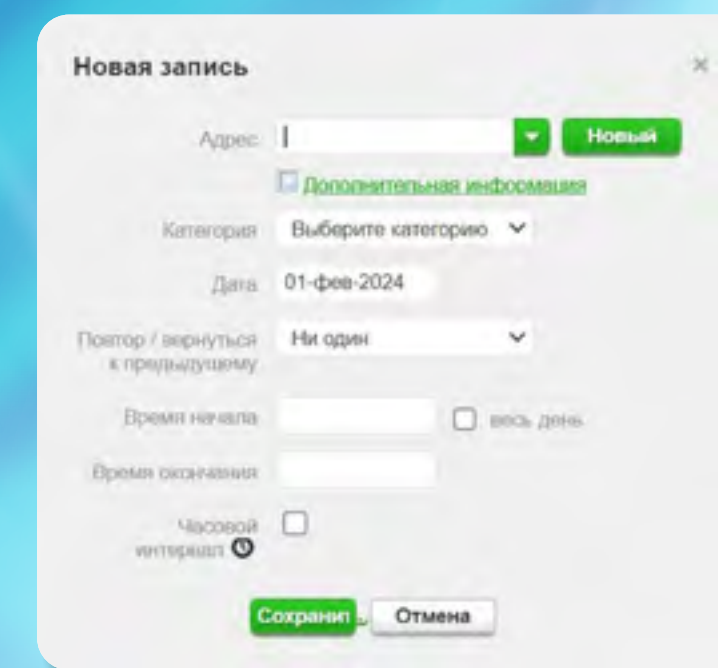 Новая запись
Адрес
Новый
Дополнительная информация
Категория
Выберите категорию
Дата
01-фев-2024
Повтор / вернуться
к предыдущему
Ни один
Время начала
весь день
Время окончания
Часовой
интервал
Сохранит
Отмена